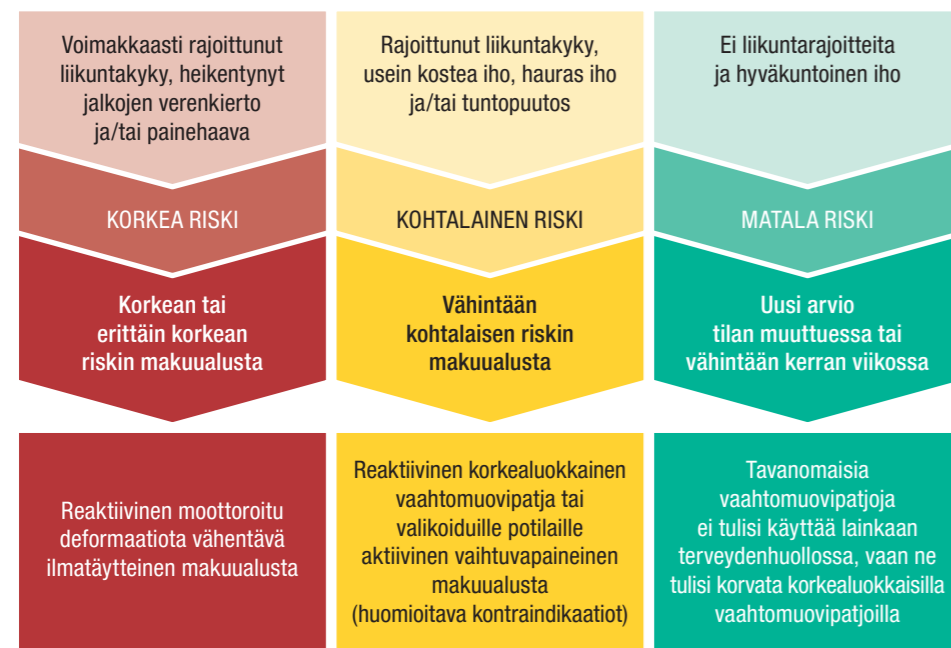 Voimakkaasti rajoittunut
liikuntakyky, heikentynyt
jalkojen verenkierto
ja/tai painehaava
KORKEA RISKI
Korkean tai
erittäin korkean
riskin makuualusta
Reaktiivinen moottoroitu
deformaatiota vähentävä
ilmatäytteinen makuualusta
Rajoittunut liikuntakyky,
usein kostea iho, hauras iho
ja/tai tuntopuutos
KOHTALAINEN RISKI
Vähintään
kohtalaisen riskin
makuualusta
Reaktiivinen korkealuokkainen
vaahtomuovipatja tai
valikoiduille potilaille
aktiivinen vaihtuvapaineinen
makuualusta
(huomioitava kontraindikaatiot)
Ei liikuntarajoitteita
ja hyväkuntoinen iho
MATALA RISKI
Uusi arvio
tilan muuttuessa tai
vähintään kerran viikossa
Tavanomaisia
vaahtomuovipatjoja
ei tulisi käyttää lainkaan
terveydenhuollossa, vaan ne
tulisi korvata korkealuokkaisilla
vaahtomuovipatjoilla